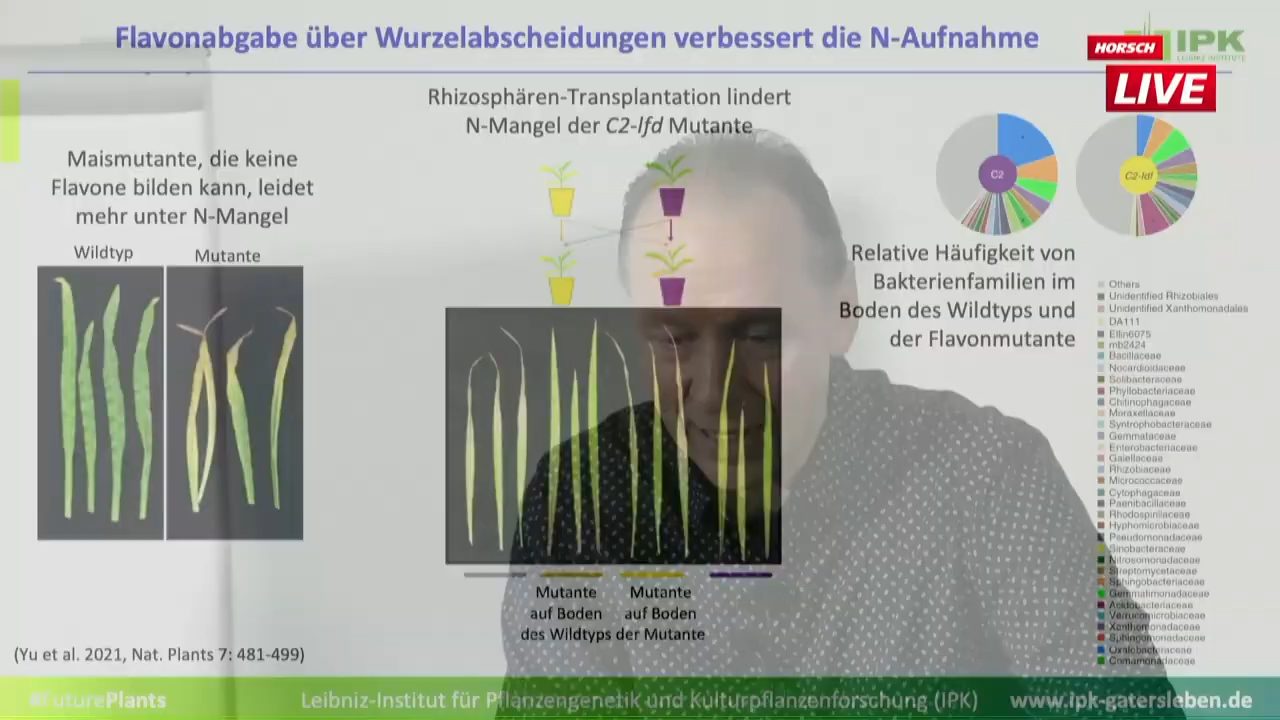 Flavonabgabe über Wurzelabscheidungen verbessert die N-Aufnahme
HORSCH
IPK
LEIBNIZ INSTITUTE
LIVE
Rhizosphären-Transplantation lindert
N-Mangel der C2-Ifd Mutante
Maismutante, die keine
Flavone bilden kann, leidet
mehr unter N-Mangel
Wildtyp
Mutante
C2
C2-Idf
Relative Häufigkeit von
Bakterienfamilien im
Boden des Wildtyps und
der Flavonmutante
Others
Unidentified Rhizobiales
Unidentified Xanthomonadales
DA111
Ellin6075
mb2424
Bacillaceae
Nocardioidaceae
Solibacteraceae
Phyllobacteriaceae
Chitinophagaceae
Moraxellaceae
Syntrophobacteraceae
Gemmataceae
Enterobacteriaceae
Gaiellaceae
Rhizobiaceae
Micrococcaceae
Cytophagaceae
Paenibacillaceae
Rhodospirillaceae
Hyphomicrobiaceae
Pseudomonadaceae
Sinobacteraceae
Nitrosomonadaceae
Streptomycetaceae
Sphingobacteriaceae
Gemmatimonadaceae
Acidobacteriaceae
Verrucomicrobiaceae
Xanthomonadaceae
Sphingomonadaceae
Oxalobacteraceae
Comamonadaceae
Mutante
auf Boden
des Wildtyps
Mutante
auf Boden
der Mutante
(Yu et al. 2021, Nat. Plants 7: 481-499)
#FuturePlants
Leibniz-Institut für Pflanzengenetik und Kulturpflanzenforschung (IPK)
www.ipk-gatersleben.de